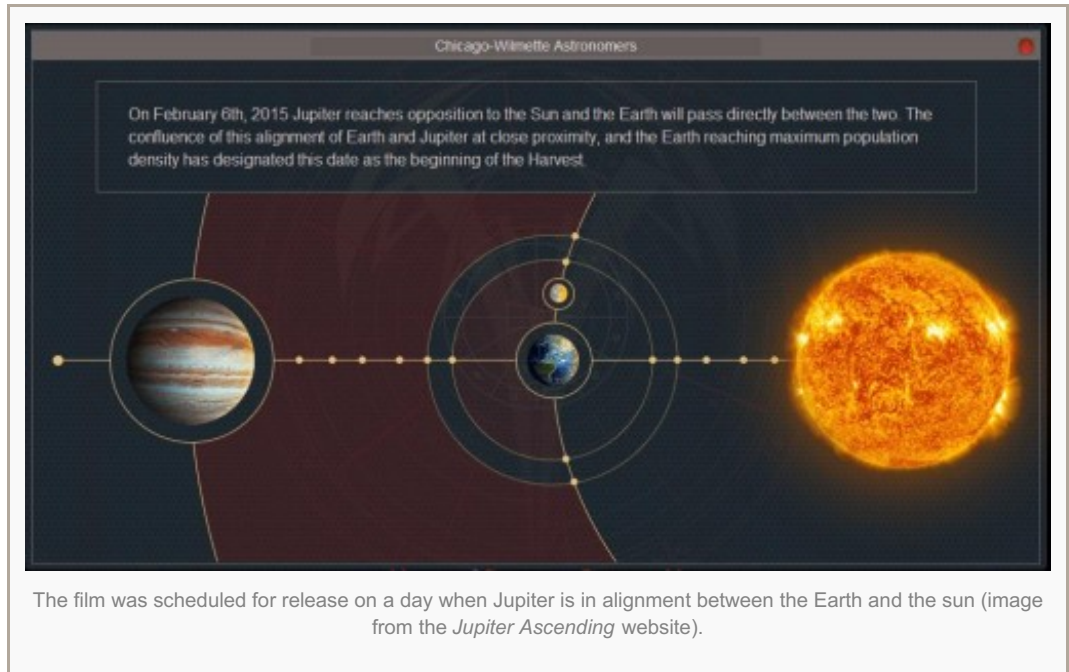 Chicago-Wilmette Astronomers
On February 6th, 2015 Jupiter reaches opposition to the Sun and the Earth will pass directly between the two. The
confluence of this alignment of Earth and Jupiter at close proximity, and the Earth reaching maximum population
density has designated this date as the beginning of the Harvest.
The film was scheduled for release on a day when Jupiter is in alignment between the Earth and the sun (image
from the Jupiter Ascending website).